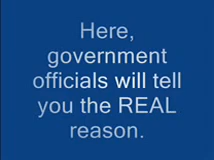 Here,
government
officials will tell
you the REAL
reason.